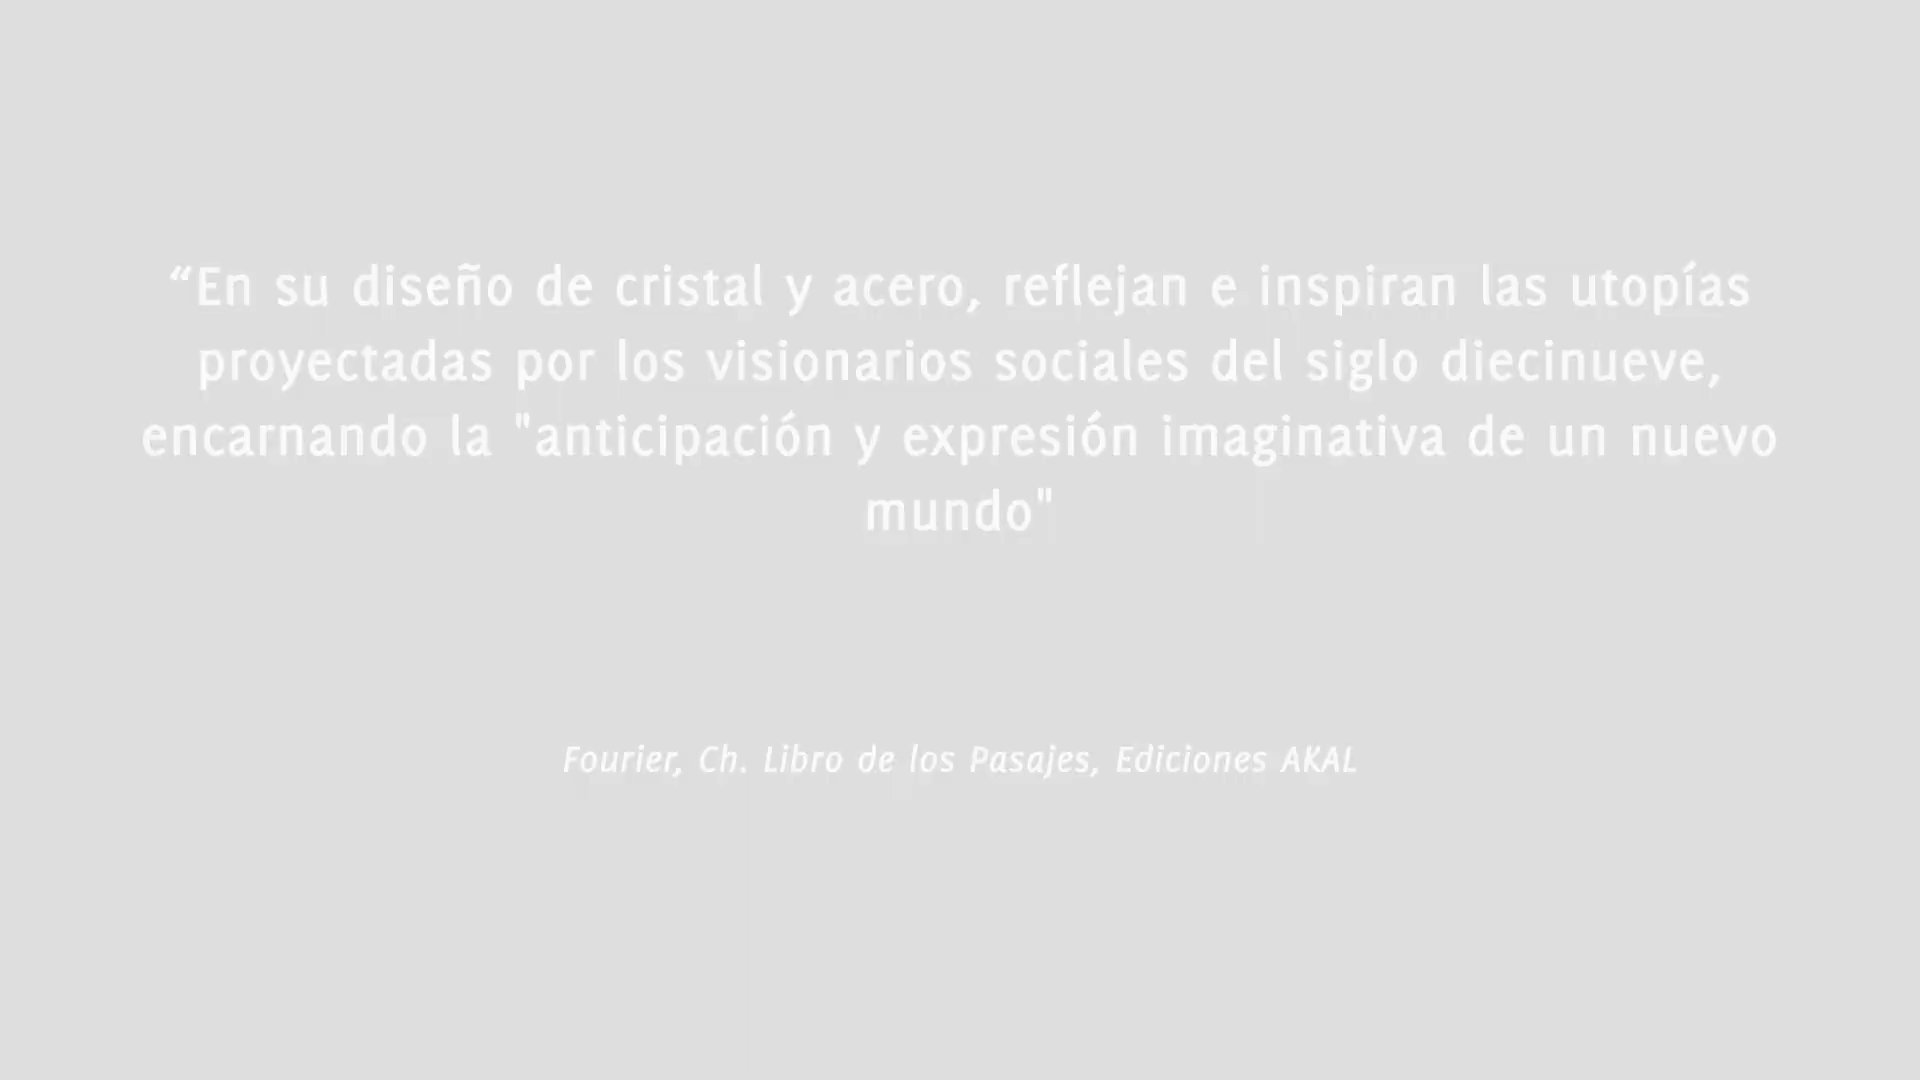 “En su diseño de cristal y acero, reflejan e inspiran las utopías
proyectadas por los visionarios sociales del siglo diecinueve,
encarnando la "anticipación y expresión imaginativa de un nuevo
mundo"
Fourier, Ch. Libro de los Pasajes, Ediciones AKAL